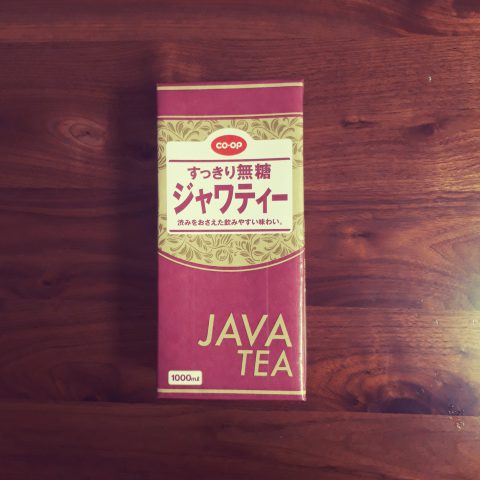 CO・OP
すっきり無糖
ジャワティー
渋みをおさえた飲みやすい味わい。
JAVA
TEA
1000ml